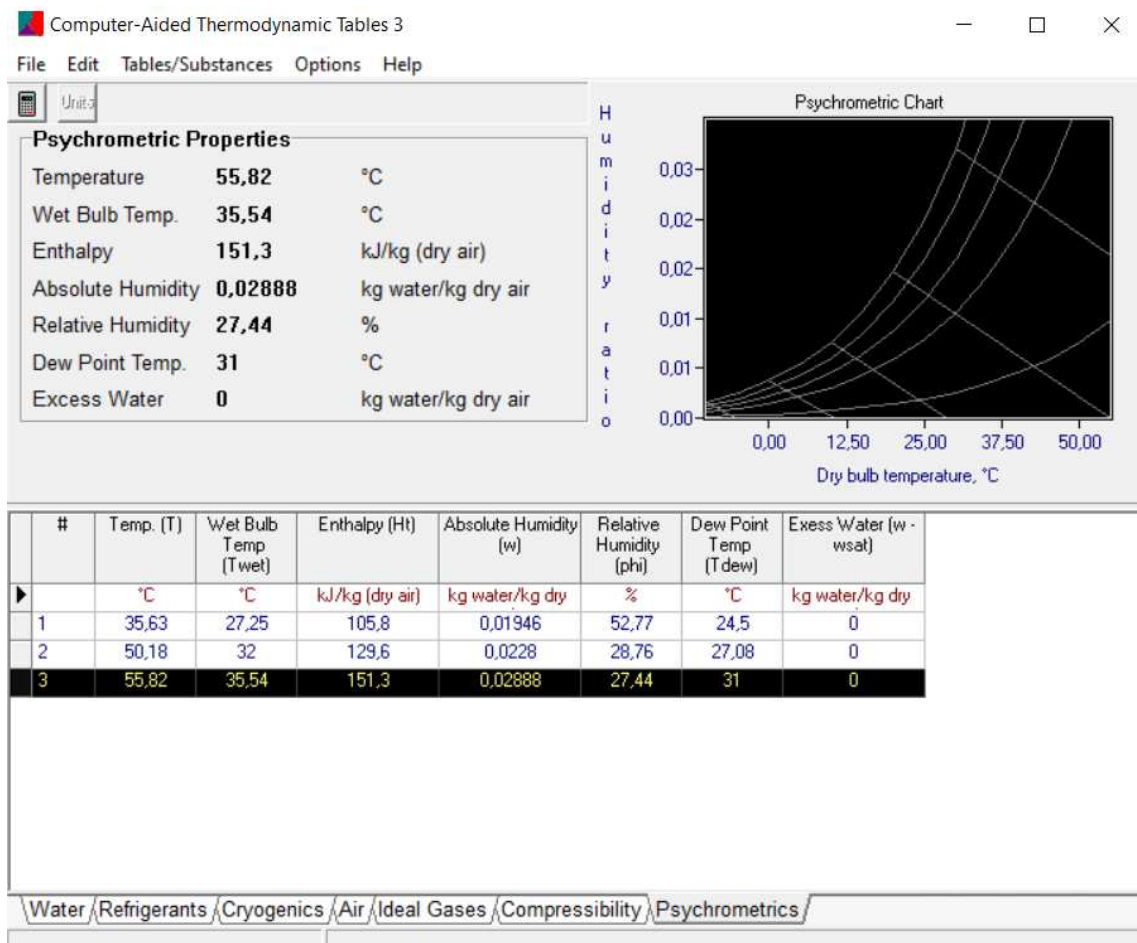 Computer-Aided Thermodynamic Tables 3
File Edit Tables/Substances Options Help
Units
Psychrometric Properties
Temperature 55,82 °C
Wet Bulb Temp. 35,54 °C
Enthalpy 151,3 kJ/kg (dry air)
Absolute Humidity 0,02888 kg water/kg dry air
Relative Humidity 27,44 %
Dew Point Temp. 31 °C
Excess Water 0 kg water/kg dry air
Psychrometric Chart
Humidity ratio
0,03
0,02
0,02
0,01
0,01
0,00
0,00 12,50 25,00 37,50 50,00
Dry bulb temperature, °C
# Temp. (T) Wet Bulb Temp (Twet) Enthalpy (Ht) Absolute Humidity (w) Relative Humidity (phi) Dew Point Temp (Tdew) Exess Water (w - wsat)
°C °C kJ/kg (dry air) kg water/kg dry % °C kg water/kg dry
1 35,63 27,25 105,8 0,01946 52,77 24,5 0
2 50,18 32 129,6 0,0228 28,76 27,08 0
3 55,82 35,54 151,3 0,02888 27,44 31 0
Water Refrigerants Cryogenics Air Ideal Gases Compressibility Psychrometrics